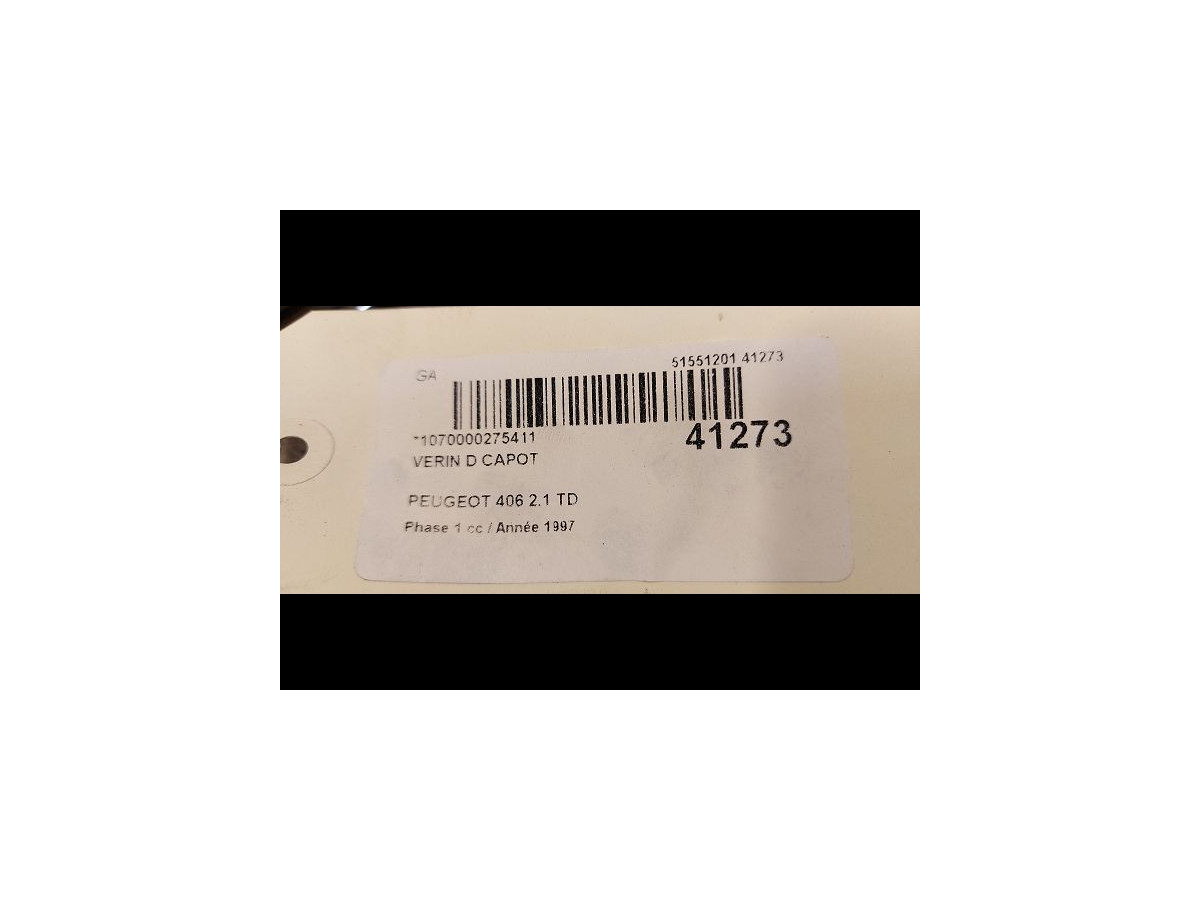 GA
51551201 41273
*1070000275411
41273
VERIN D CAPOT
PEUGEOT 406 2.1 TD
Phase 1 cc / Année 1997